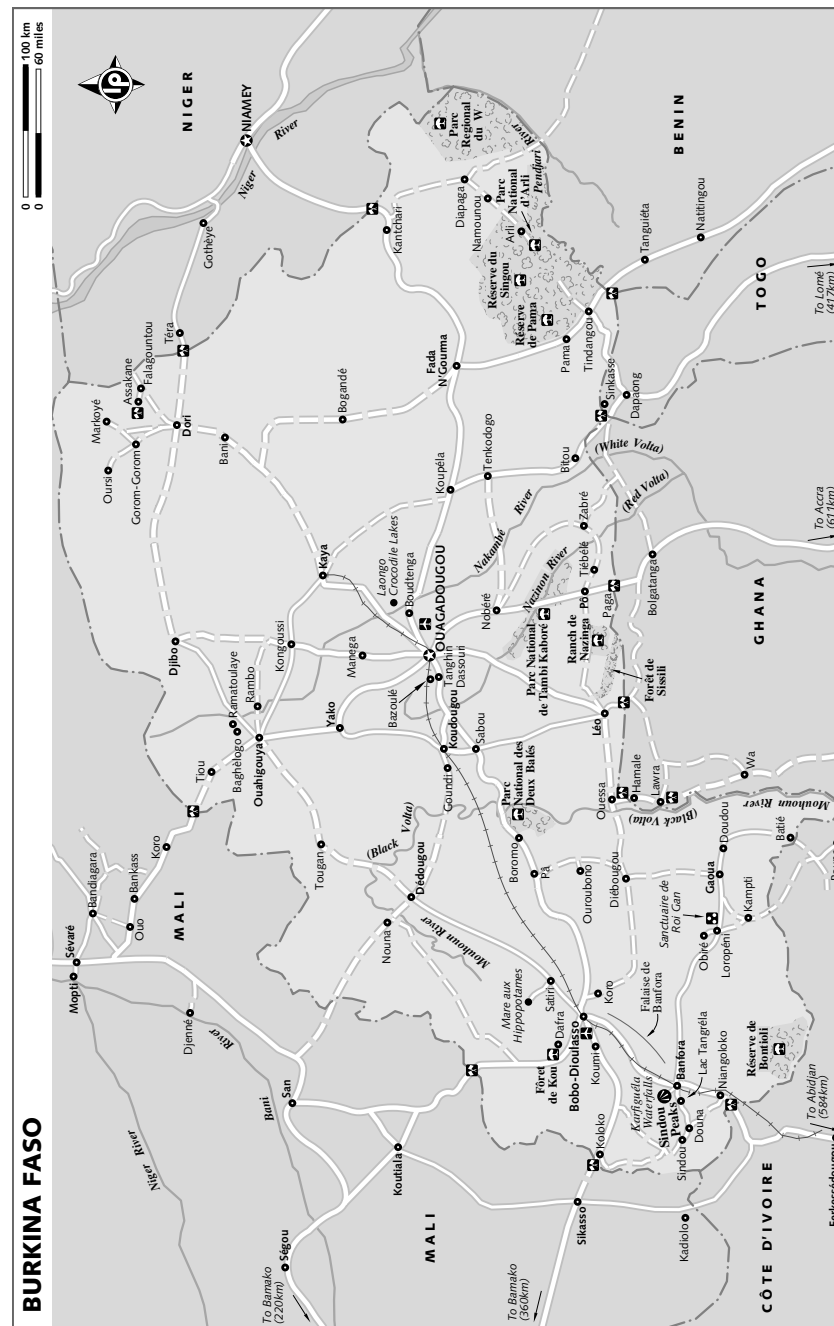 BURKINA FASO
0
100 km
0
60 miles
lp
NIGER
NIAMEY
Niger
River
Gothèye
Téra
Falagountou
Assakane
Markoyé
Oursi
Gorom-Gorom
Dori
Bani
Bogandé
Kantchari
Diapaga
Namounou
Arli
Parc
Regional
du W
Parc
National
d'Arli
Pendjari
River
Réserve du
Singou
Réserve
de Pama
Pama
Tindangou
Tanguiéta
Natitingou
BENIN
TOGO
To Lomé
(417km)
Fada
N'Gourma
Koupéla
Tenkodogo
Bitou
Sinkasse
Dapaong
(White Volta)
(Red Volta)
Nakambé
River
Zabré
Tiébélé
Nazinon River
Nobéré
Pô
Paga
Bolgatanga
To Accra
(611km)
GHANA
Parc National
de Tambi Kaboré
Ranch de
Nazinga
Forêt de
Sissili
Léo
Kaya
Laongo
Crocodile Lakes
Boudtenga
OUAGADOUGOU
Tanghin
Dassouri
Bazoulé
Manega
Kongoussi
Djibo
Ramatoulaye
Rambo
Baghélogo
Ouahigouya
Yako
Koudougou
Sabou
Goundi
Tiou
Koro
Bankass
Bandiagara
Ouo
MALI
Sévaré
Mopti
Djenné
River
Bani
San
Niger River
Tougan
(Black Volta)
Dédougou
Nouna
Mouhoun River
Parc
National des
Deux Balés
Boromo
Pâ
Ouroubono
Diébougou
Ouessa
Hamale
Lawra
Wa
(Black Volta)
Mouhoun River
Doudou
Gaoua
Batié
Kampti
Sanctuaire de
Roi Gan
Obiré
Loropéni
Mare aux
Hippopotames
Satiri
Dafra
Fôret
de Kou
Bobo-Dioulasso
Koro
Koumi
Falaise de
Banfora
Banfora
Lac Tangréla
Niangoloko
Karfiguéla
Waterfalls
Sindou
Peaks
Sindou
Douna
Réserve de
Bontioli
Koloko
Koutiala
Ségou
To Bamako
(220km)
MALI
Sikasso
To Bamako
(360km)
Kadiolo
CÔTE D'IVOIRE
To Abidjan
(584km)